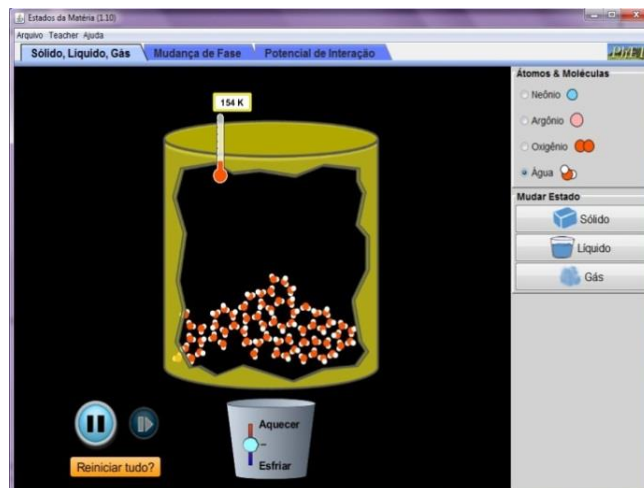 Estados da Matéria (1.10)
Arquivo Teacher Ajuda
Sólido, Líquido, Gás Mudança de Fase Potencial de Interação
PhET
154 K
Átomos & Moléculas
Neônio
Argônio
Oxigênio
Água
Mudar Estado
Sólido
Líquido
Gás
Aquecer
Esfriar
Reiniciar tudo?